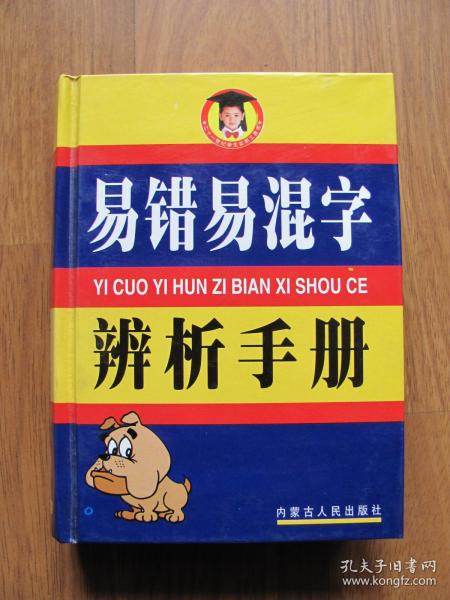 易错易混字
YI CUO YI HUN ZI BIAN XI SHOU CE
辨析手册
内蒙古人民出版社
孔夫子旧书网
www.kongfz.com